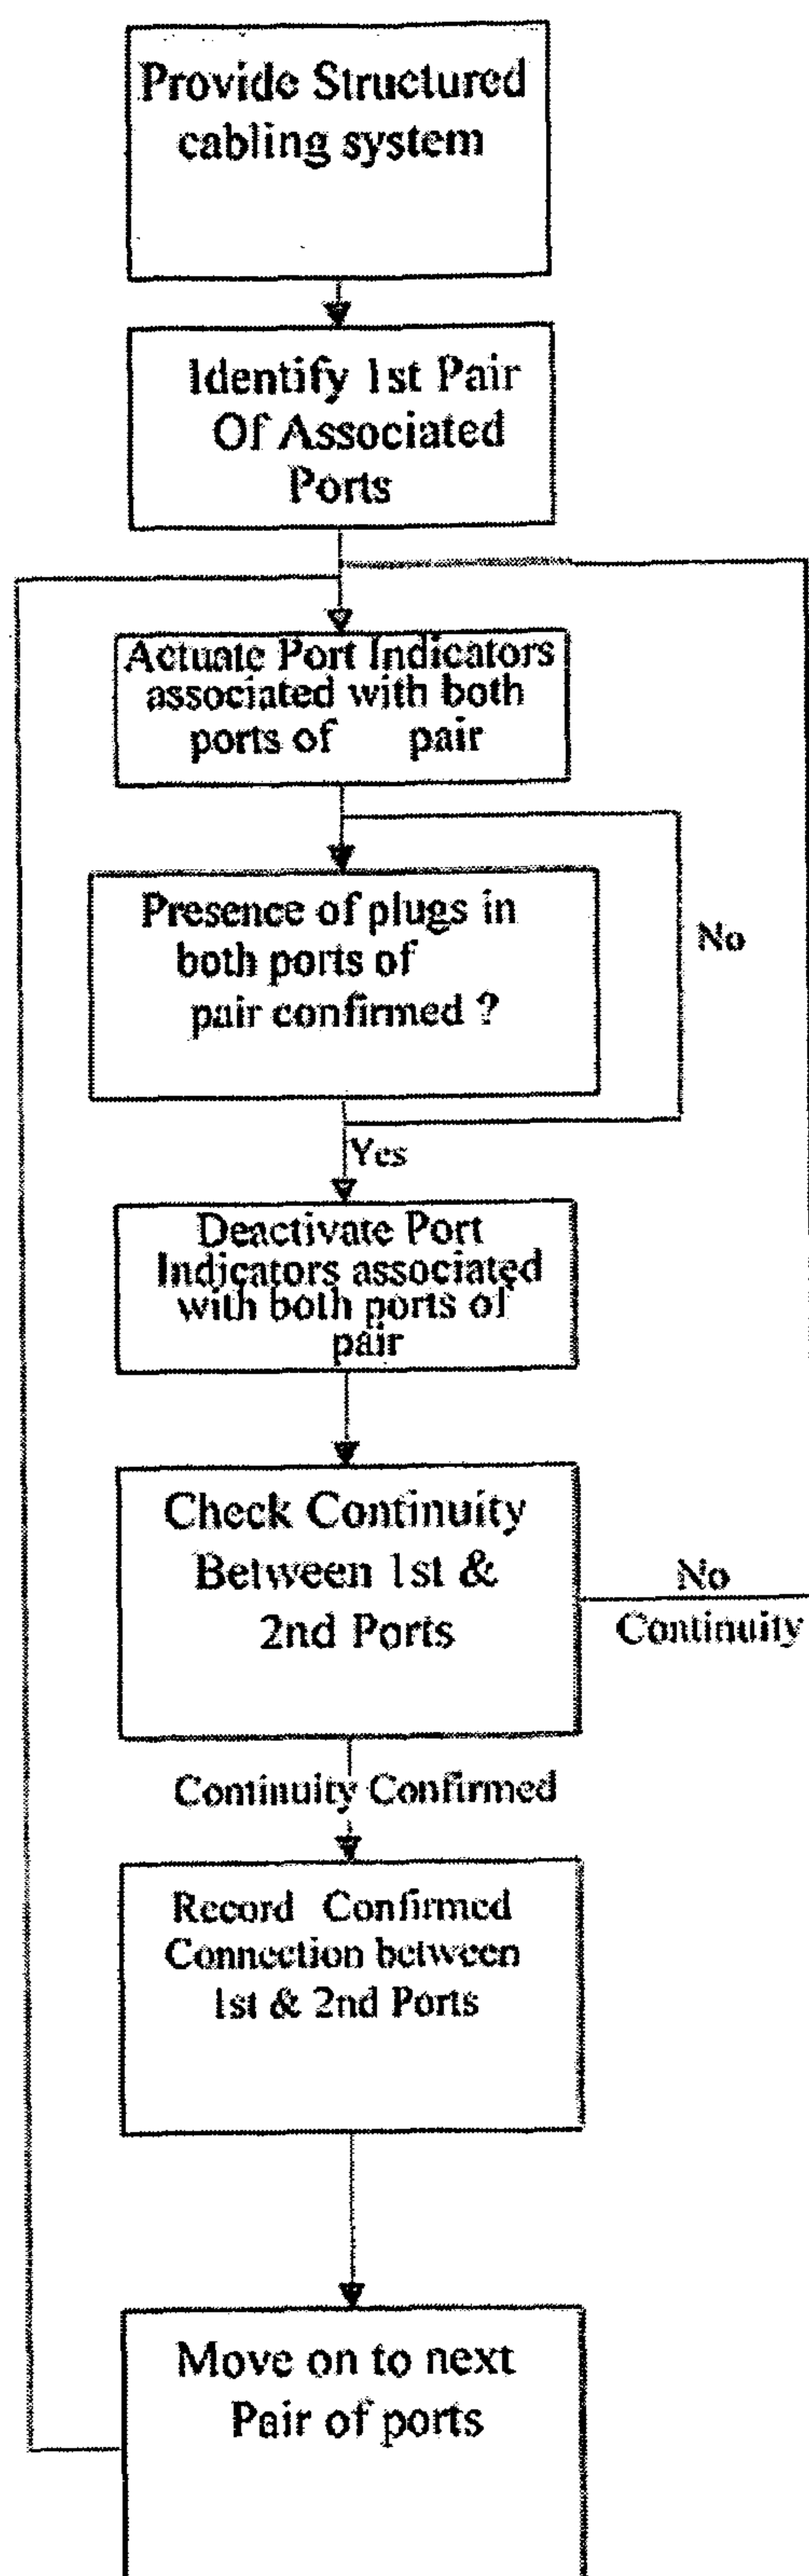 Provide Structured
cabling system
Identify 1st Pair
Of Associated
Ports
Actuate Port Indicators
associated with both
ports of pair
Presence of plugs in
both ports of
pair confirmed ?
No
Yes
Deactivate Port
Indicators associated
with both ports of
pair
Check Continuity
Between 1st &
2nd Ports
No
Continuity
Continuity Confirmed
Record Confirmed
Connection between
1st & 2nd Ports
Move on to next
Pair of ports